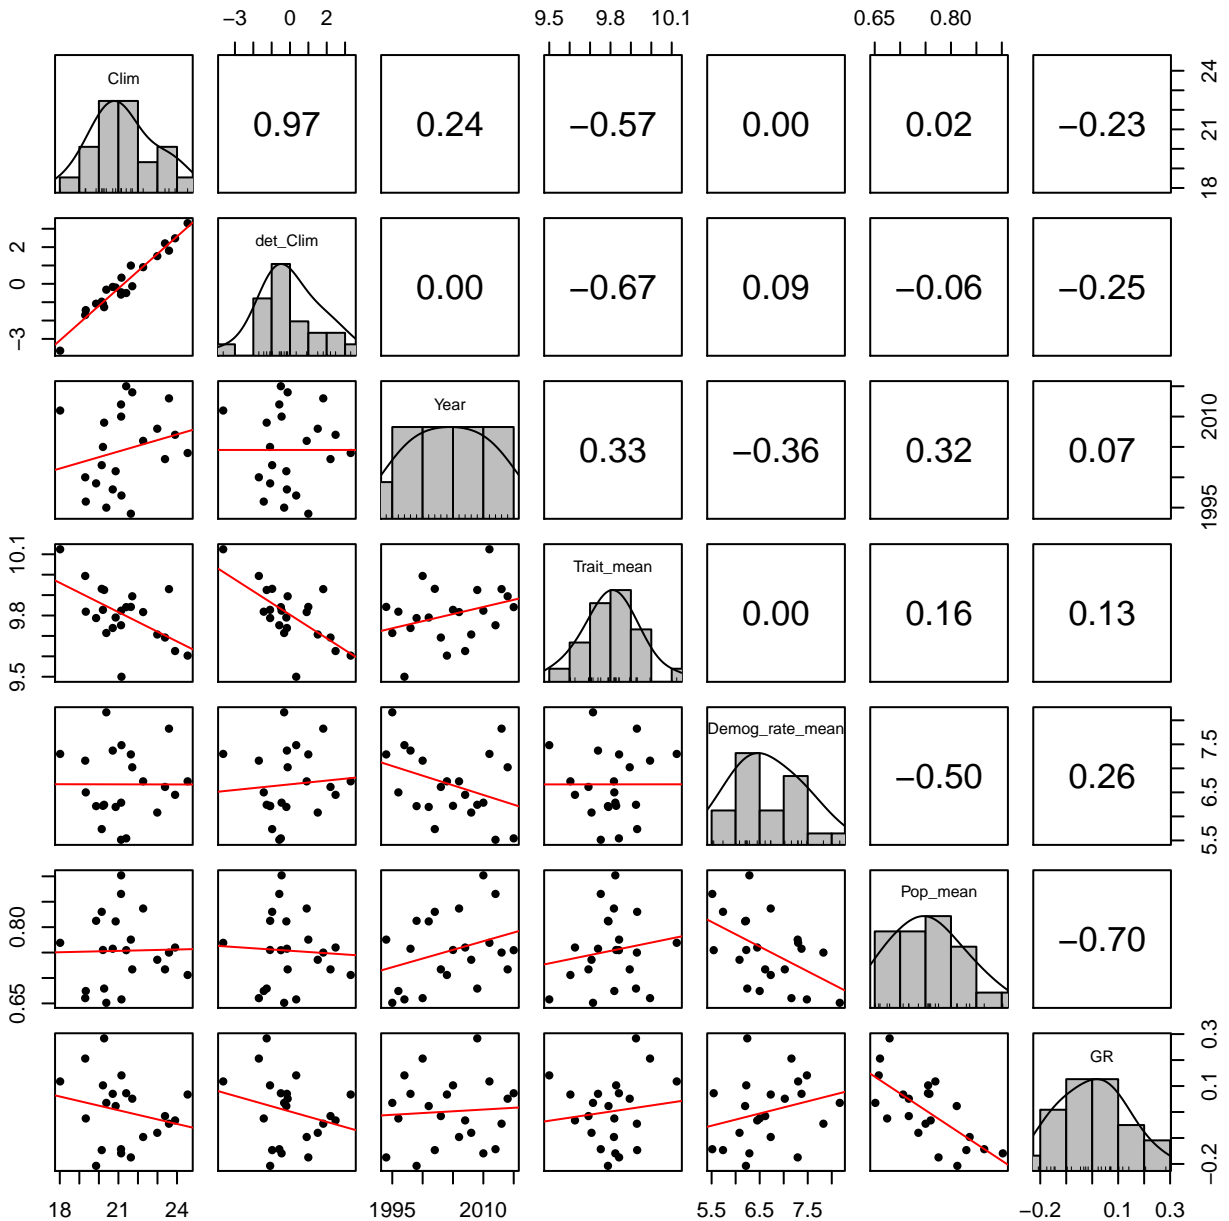 −3 0 2 9.5 9.8 10.1 0.65 0.80
Clim 0.97 0.24 −0.57 0.00 0.02 −0.23 18 21 24
−3 0 2 det_Clim 0.00 −0.67 0.09 −0.06 −0.25
Year 0.33 −0.36 0.32 0.07 1995 2010
9.5 9.8 10.1 Trait_mean 0.00 0.16 0.13
Demog_rate_mean −0.50 0.26 5.5 6.5 7.5
0.65 0.80 Pop_mean −0.70
GR −0.2 0.1 0.3
18 21 24 1995 2010 5.5 6.5 7.5 −0.2 0.1 0.3